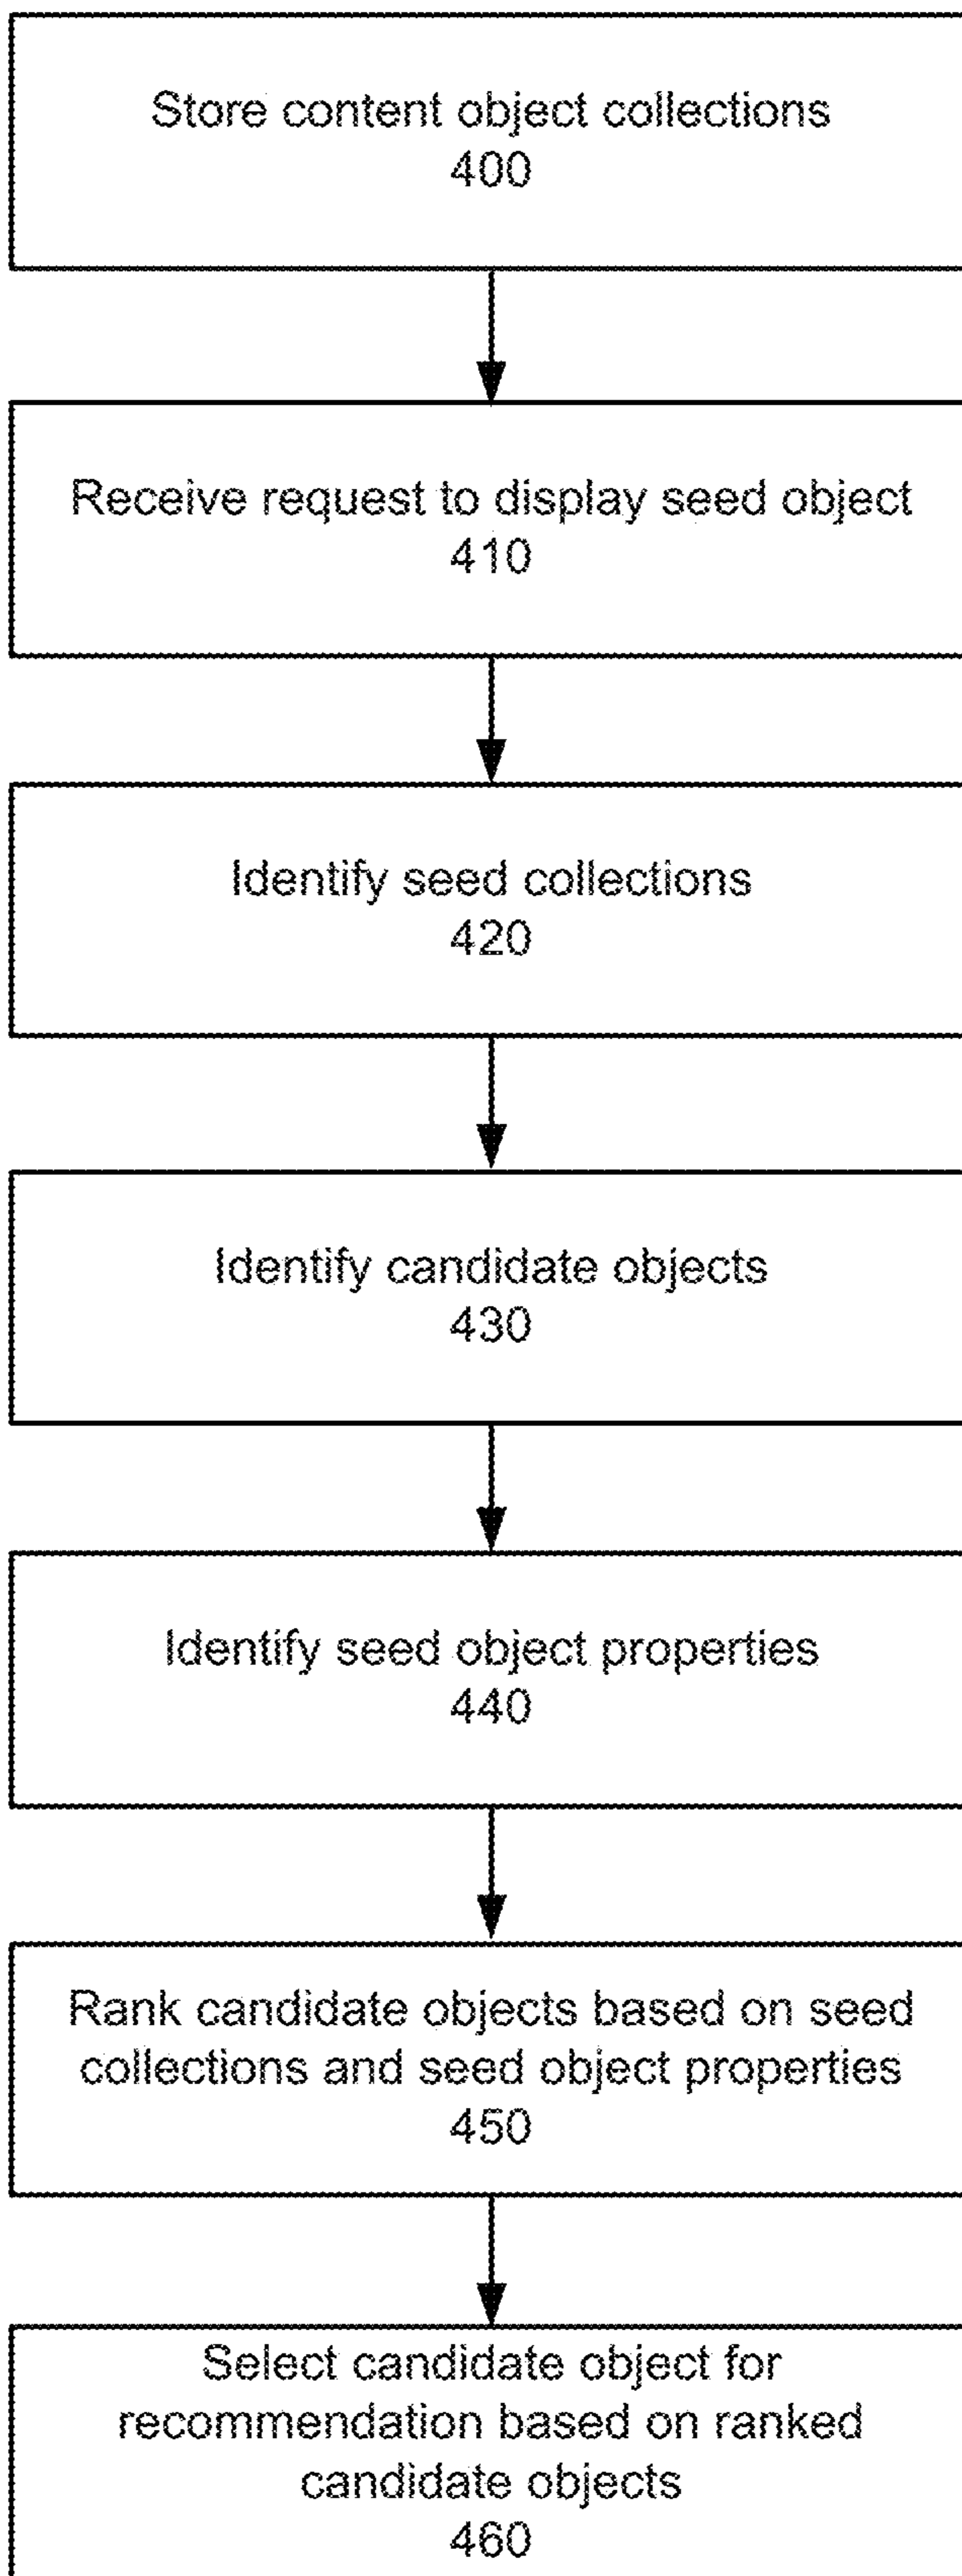 Store content object collections
400
Receive request to display seed object
410
Identify seed collections
420
Identify candidate objects
430
Identify seed object properties
440
Rank candidate objects based on seed
collections and seed object properties
450
Select candidate object for
recommendation based on ranked
candidate objects
460